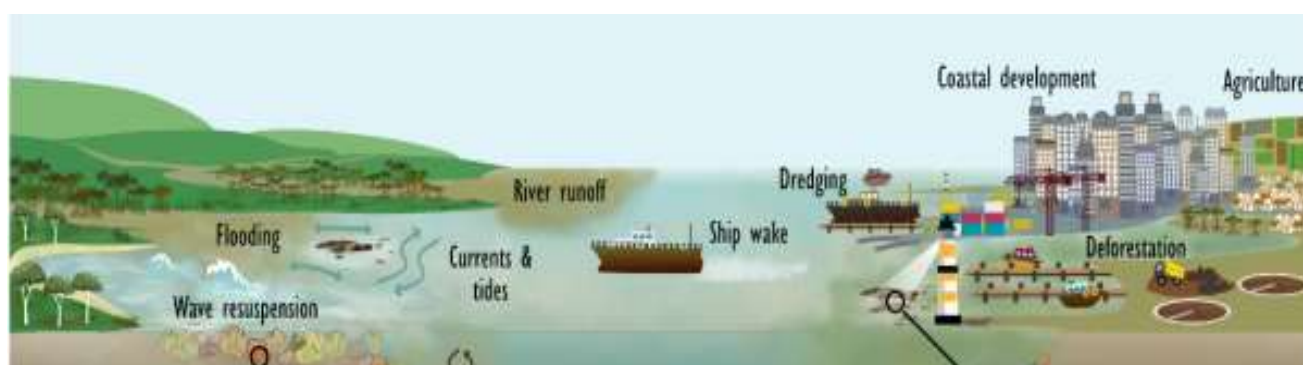 Coastal development
Agriculture
Dredging
River runoff
Flooding
Ship wake
Currents &
tides
Deforestation
Wave resuspension